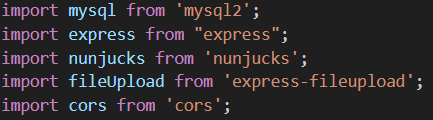 import mysql from 'mysql2';
import express from "express";
import nunjucks from 'nunjucks';
import fileUpload from 'express-fileupload';
import cors from 'cors';